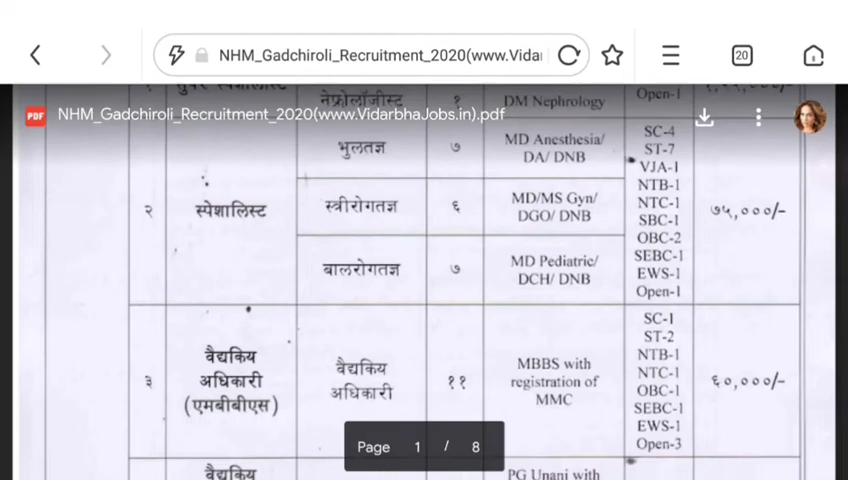 NHM_Gadchiroli_Recruitment_2020(www.Vida
20
नेफ्रोलॉजीस्ट १ DM Nephrology Open-1
PDF NHM_Gadchiroli_Recruitment_2020(www.VidarbhaJobs.in).pdf
२ स्पेशालिस्ट ७५,०००/-
भुलतज्ञ ७ MD Anesthesia/
DA/ DNB
स्त्रीरोगतज्ञ ६ MD/MS Gyn/
DGO/ DNB
बालरोगतज्ञ ७ MD Pediatric/
DCH/ DNB
SC-4
ST-7
VJA-1
NTB-1
NTC-1
SBC-1
OBC-2
SEBC-1
EWS-1
Open-1
३ वैद्यकिय
अधिकारी
(एमबीबीएस)
वैद्यकिय
अधिकारी
११
MBBS with
registration of
MMC
SC-1
ST-2
NTB-1
NTC-1
OBC-1
SEBC-1
EWS-1
Open-3
६०,०००/-
Page 1 / 8
वैद्यकिय PG Unani with